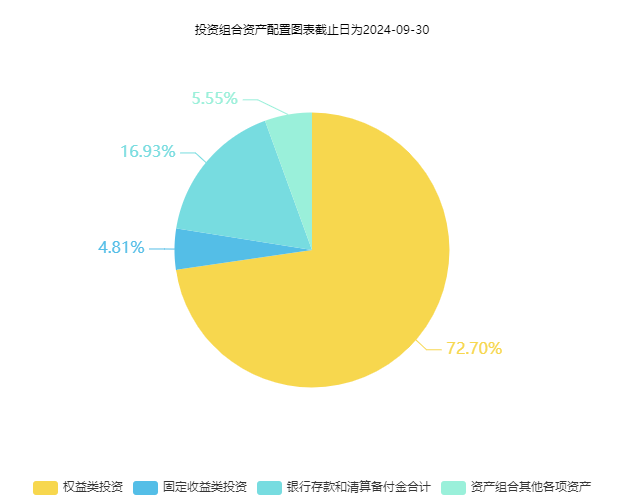 投资组合资产配置图表截止日为2024-09-30
5.55%
16.93%
4.81%
72.70%
权益类投资
固定收益类投资
银行存款和清算备付金合计
资产组合其他各项资产